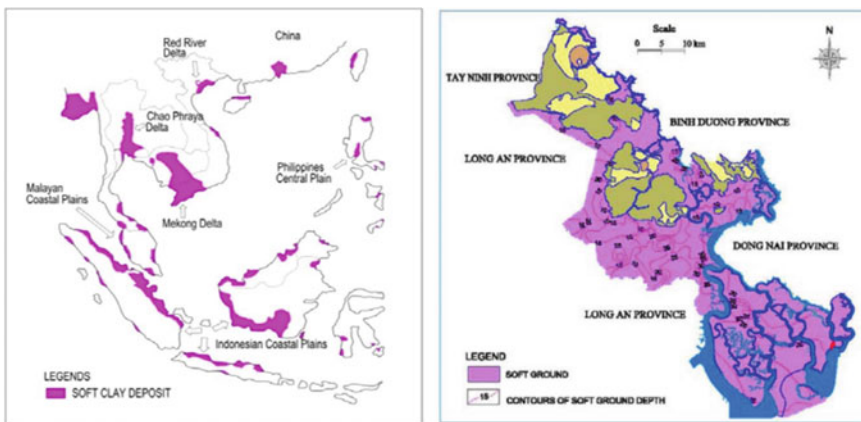 Red River
Delta
China
Chao Phraya
Delta
Malayan
Coastal Plains
Mekong Delta
Philippines
Central Plain
Indonesian Coastal Plains
LEGENDS
SOFT CLAY DEPOSIT
Scale
0 5 10 km
N
TAY NINH PROVINCE
BINH DUONG PROVINCE
LONG AN PROVINCE
DONG NAI PROVINCE
LONG AN PROVINCE
LEGEND
SOFT GROUND
15
CONTOURS OF SOFT GROUND DEPTH